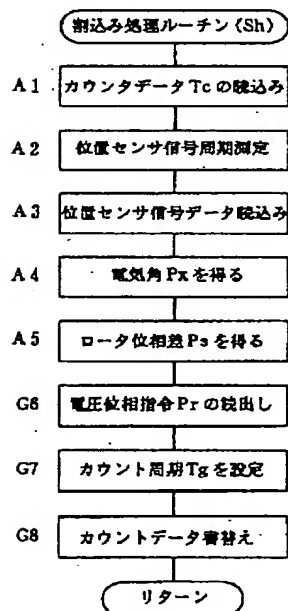 割込み処理ルーチン(Sh)
A1 カウンタデータTcの読込み
A2 位置センサ信号周期測定
A3 位置センサ信号データ読込み
A4 電気角Pxを得る
A5 ロータ位相差Psを得る
G6 電圧位相指令Prの読出し
G7 カウント周期Tgを設定
G8 カウントデータ書替え
リターン